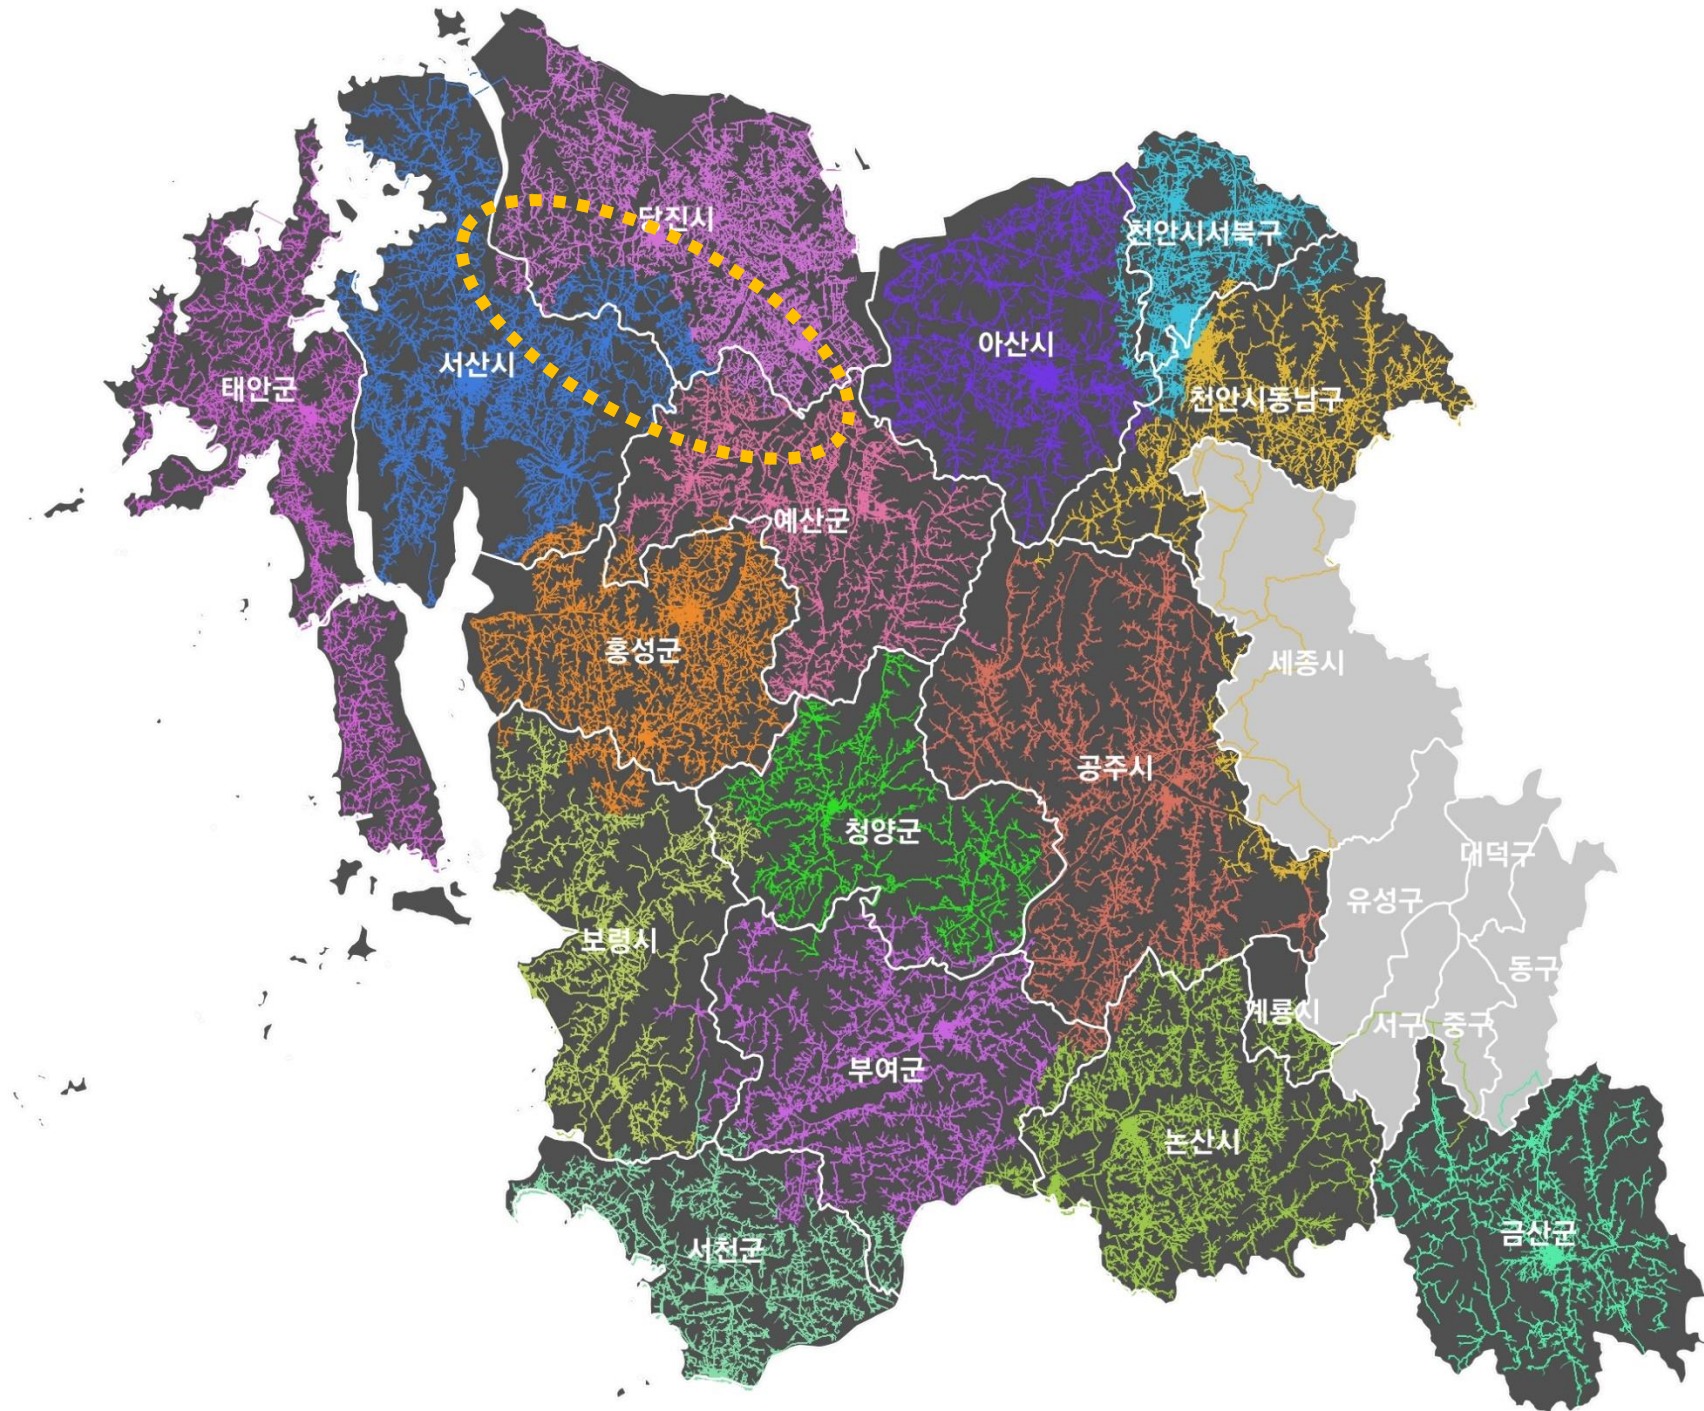 당진시
천안시서북구
아산시
서산시
태안군
천안시동남구
예산군
홍성군
세종시
공주시
청양군
대덕구
유성구
보령시
동구
계룡시
서구
중구
부여군
논산시
금산군
서천군